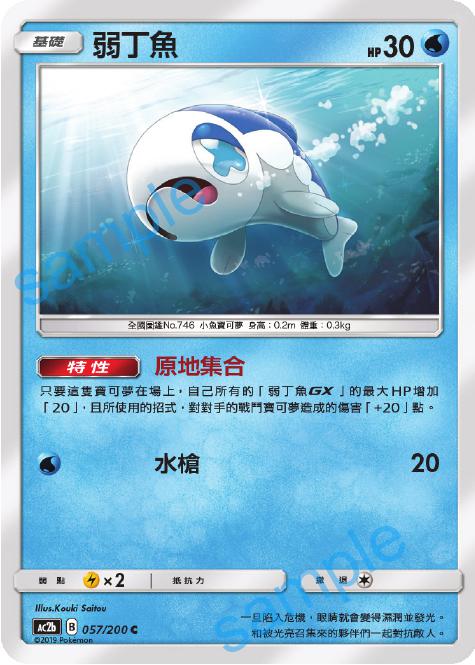 基礎 弱丁魚 HP 30
sample
全國圖鑑No.746 小魚寶可夢 身高：0.2m 體重：0.3kg
特性 原地集合
只要這隻寶可夢在場上，自己所有的「弱丁魚GX」的最大HP增加
「20」，且所使用的招式，對對手的戰鬥寶可夢造成的傷害「+20」點。
水槍 20
sample
弱點 ×2 抵抗力 撤退
Illus.Kouki Saitou
AC2b B 057/200 C
©2019 Pokémon
一旦陷入危機，眼睛就會變得濕潤並發光。
和被光亮召集來的夥伴們一起對抗敵人。